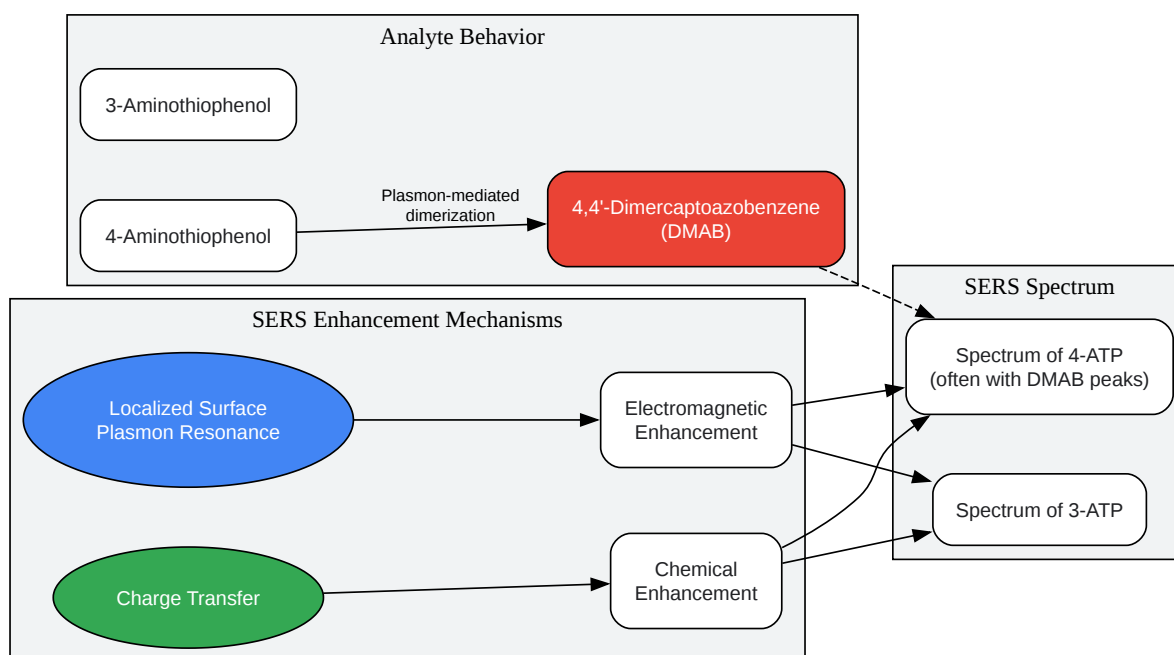 Analyte Behavior
3-Aminothiophenol
Plasmon-mediated
dimerization
4-Aminothiophenol
4,4'-Dimercaptoazobenzene
(DMAB)
SERS Spectrum
Spectrum of 4-ATP
(often with DMAB peaks)
Spectrum of 3-ATP
SERS Enhancement Mechanisms
Localized Surface
Plasmon Resonance
Electromagnetic
Enhancement
Charge Transfer
Chemical
Enhancement